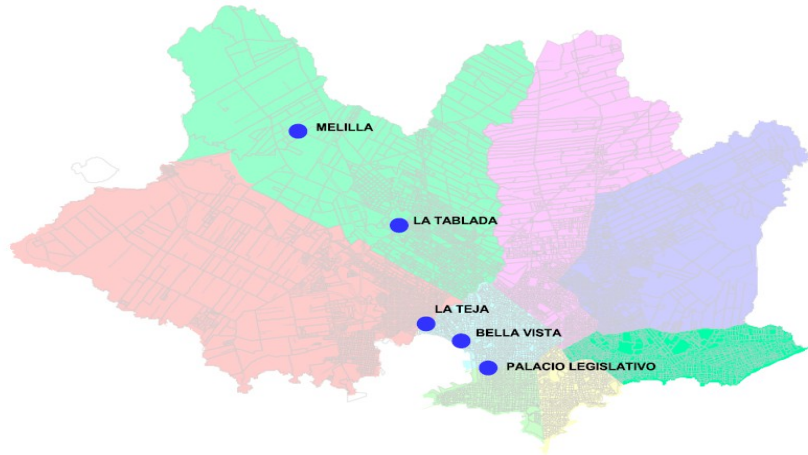 MELILLA
LA TABLADA
LA TEJA
BELLA VISTA
PALACIO LEGISLATIVO